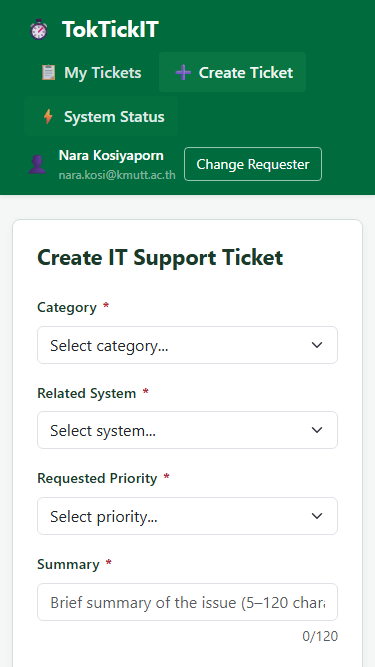 TokTickIT
My Tickets
Create Ticket
System Status
Nara Kosiyaporn
nara.kosi@kmutt.ac.th
Change Requester
Create IT Support Ticket
Category *
Select category...
Related System *
Select system...
Requested Priority *
Select priority...
Summary *
Brief summary of the issue (5–120 chara
0/120